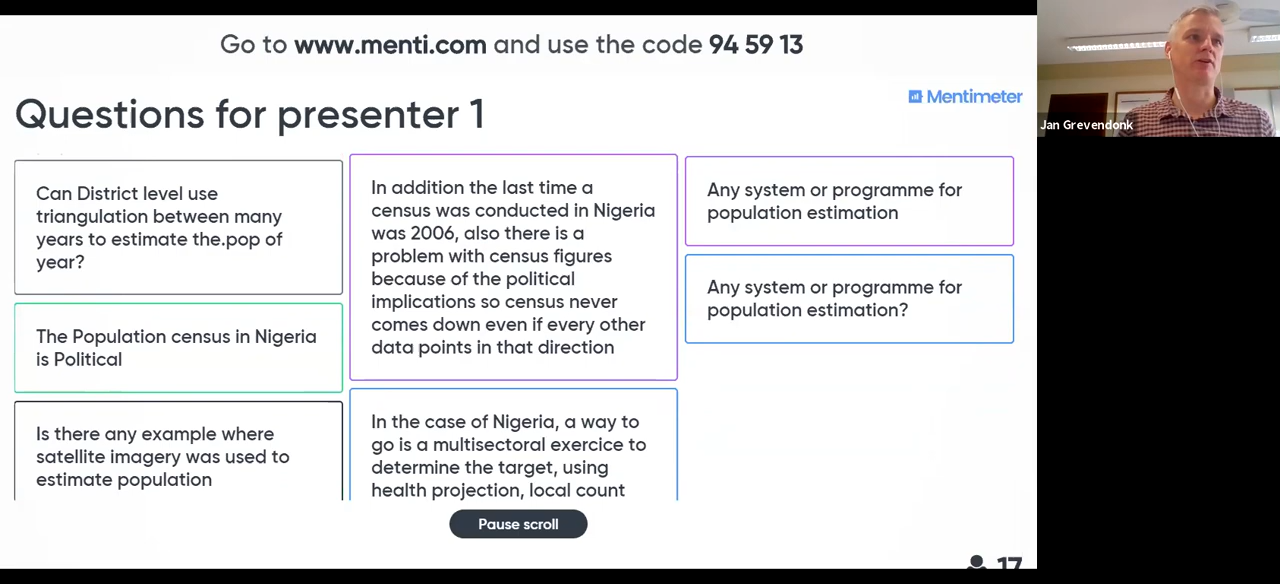 Go to www.menti.com and use the code 94 59 13
Mentimeter
Questions for presenter 1
Can District level use
triangulation between many
years to estimate the.pop of
year?
The Population census in Nigeria
is Political
Is there any example where
satellite imagery was used to
estimate population
In addition the last time a
census was conducted in Nigeria
was 2006, also there is a
problem with census figures
because of the political
implications so census never
comes down even if every other
data points in that direction
In the case of Nigeria, a way to
go is a multisectoral exercice to
determine the target, using
health projection, local count
Any system or programme for
population estimation
Any system or programme for
population estimation?
Pause scroll
17
Jan Grevendonk